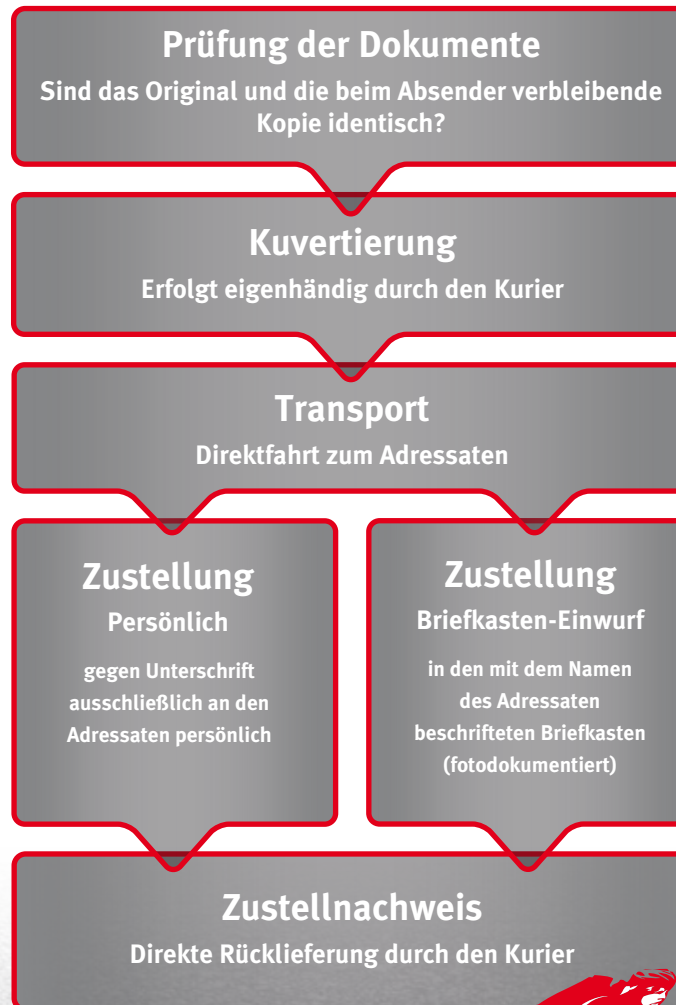 Prüfung der Dokumente
Sind das Original und die beim Absender verbleibende
Kopie identisch?
Kuvertierung
Erfolgt eigenhändig durch den Kurier
Transport
Direktfahrt zum Adressaten
Zustellung
Persönlich
gegen Unterschrift
ausschließlich an den
Adressaten persönlich
Zustellung
Briefkasten-Einwurf
in den mit dem Namen
des Adressaten
beschrifteten Briefkasten
(fotodokumentiert)
Zustellnachweis
Direkte Rücklieferung durch den Kurier